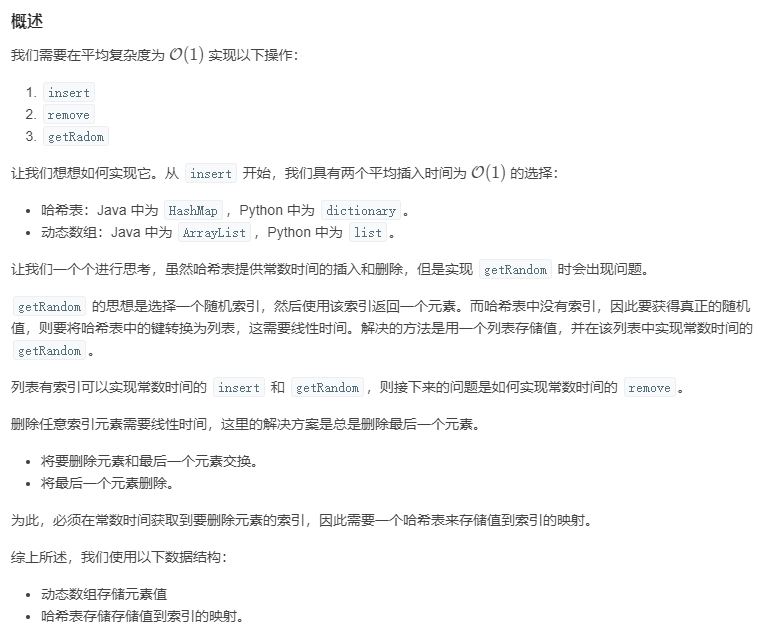 概述
我们需要在平均复杂度为 𝒪(1) 实现以下操作：
1. insert
2. remove
3. getRadom
让我们想想如何实现它。从 insert 开始，我们具有两个平均插入时间为 𝒪(1) 的选择：
• 哈希表：Java 中为 HashMap，Python 中为 dictionary。
• 动态数组：Java 中为 ArrayList，Python 中为 list。
让我们一个个进行思考，虽然哈希表提供常数时间的插入和删除，但是实现 getRandom 时会出现问题。
getRandom 的思想是选择一个随机索引，然后使用该索引返回一个元素。而哈希表中没有索引，因此要获得真正的随机
值，则要将哈希表中的键转换为列表，这需要线性时间。解决的方法是用一个列表存储值，并在该列表中实现常数时间的
getRandom。
列表有索引可以实现常数时间的 insert 和 getRandom，则接下来的问题是如何实现常数时间的 remove。
删除任意索引元素需要线性时间，这里的解决方案是总是删除最后一个元素。
• 将要删除元素和最后一个元素交换。
• 将最后一个元素删除。
为此，必须在常数时间获取到要删除元素的索引，因此需要一个哈希表来存储值到索引的映射。
综上所述，我们使用以下数据结构：
• 动态数组存储元素值
• 哈希表存储存储值到索引的映射。